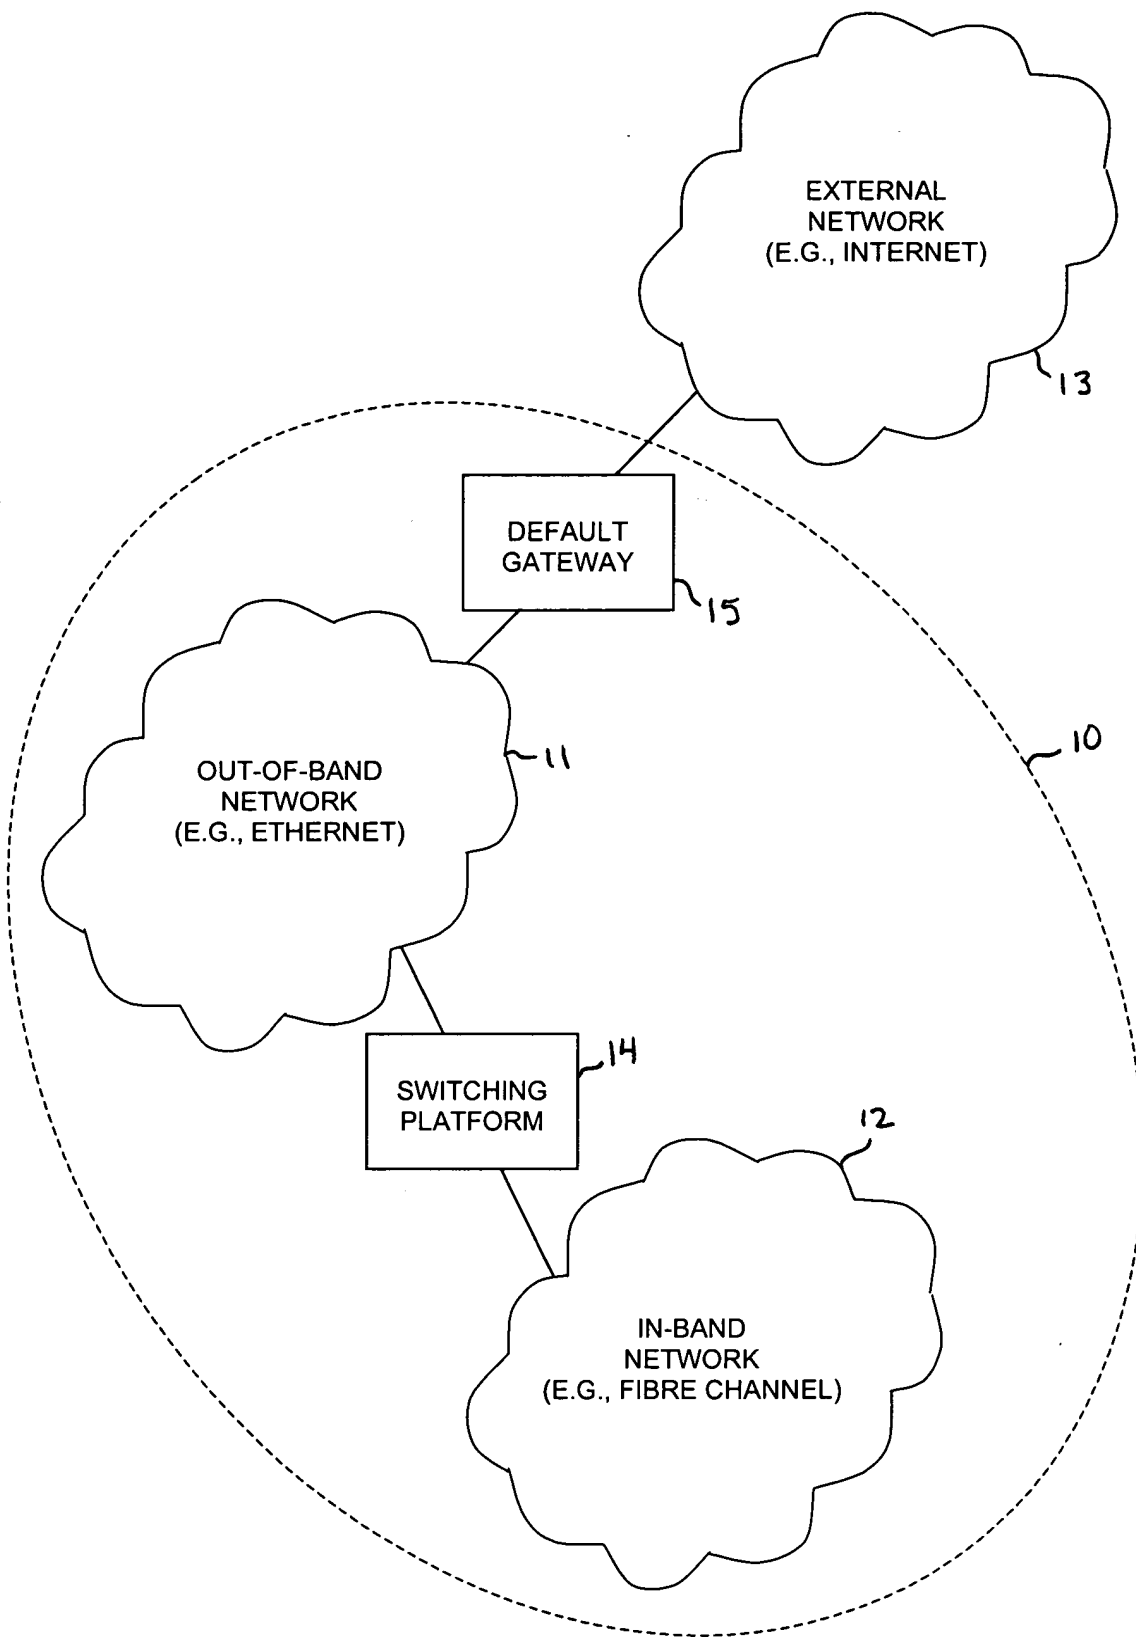 EXTERNAL
NETWORK
(E.G., INTERNET)
13
DEFAULT
GATEWAY
15
10
11
OUT-OF-BAND
NETWORK
(E.G., ETHERNET)
14
SWITCHING
PLATFORM
12
IN-BAND
NETWORK
(E.G., FIBRE CHANNEL)